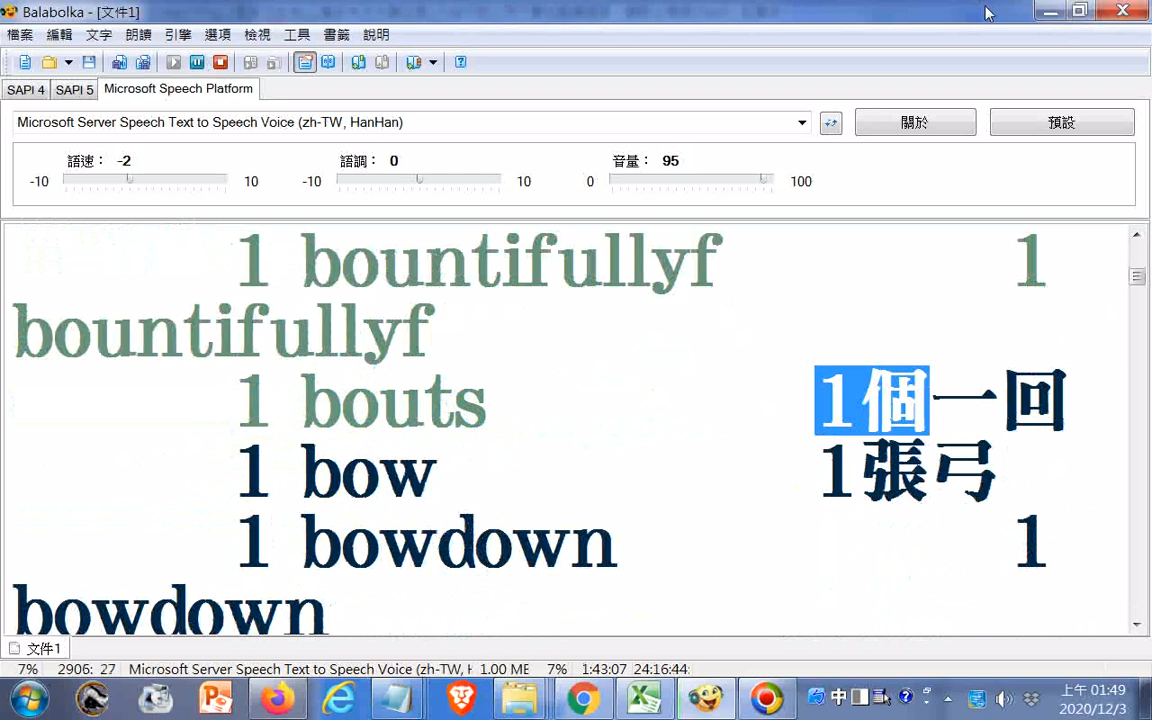 Balabolka - [文件1]
檔案 編輯 文字 朗讀 引擎 選項 檢視 工具 書籤 說明
SAPI 4 SAPI 5 Microsoft Speech Platform
Microsoft Server Speech Text to Speech Voice (zh-TW, HanHan) 關於 預設
語速： -2 語調： 0 音量： 95
-10 10 -10 10 0 100
1 bountifullyf 1
bountifullyf
1 bouts 1個一回
1 bow 1張弓
1 bowdown 1
bowdown
文件1
7% 2906: 27 Microsoft Server Speech Text to Speech Voice (zh-TW, 1.00 ME 7% 1:43:07 24:16:44
中 上午 01:49
2020/12/3